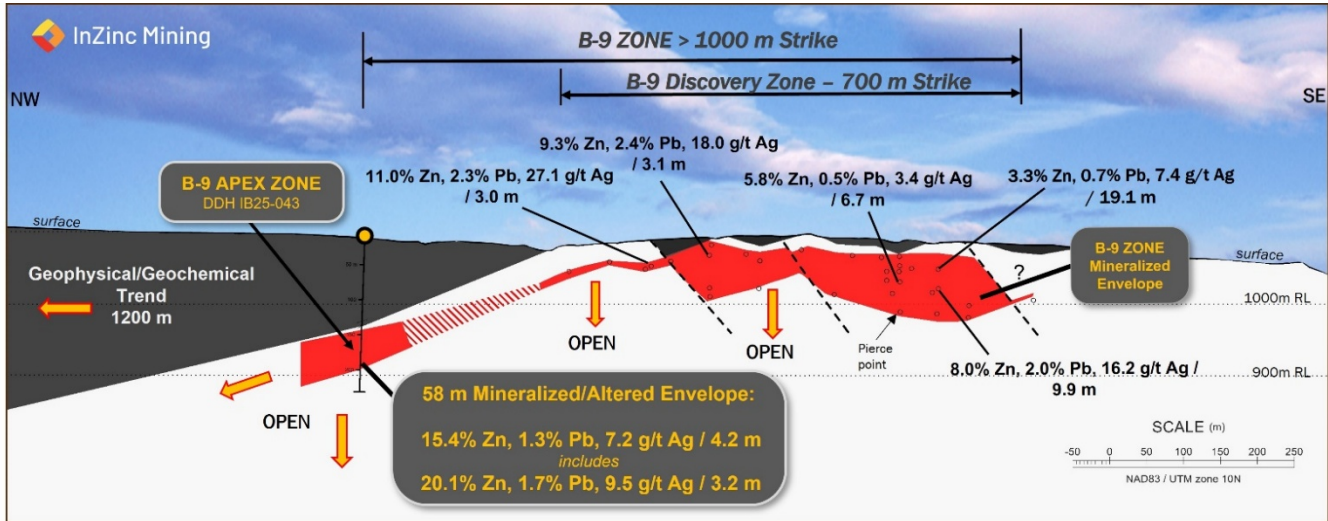 InZinc Mining
B-9 ZONE > 1000 m Strike
B-9 Discovery Zone – 700 m Strike
NW
SE
9.3% Zn, 2.4% Pb, 18.0 g/t Ag
/ 3.1 m
11.0% Zn, 2.3% Pb, 27.1 g/t Ag
/ 3.0 m
5.8% Zn, 0.5% Pb, 3.4 g/t Ag
/ 6.7 m
3.3% Zn, 0.7% Pb, 7.4 g/t Ag
/ 19.1 m
B-9 APEX ZONE
DDH IB25-043
surface
surface
B-9 ZONE
Mineralized
Envelope
?
Geophysical/Geochemical
Trend
1200 m
1000m RL
OPEN
OPEN
Pierce
point
8.0% Zn, 2.0% Pb, 16.2 g/t Ag /
9.9 m
900m RL
OPEN
58 m Mineralized/Altered Envelope:
15.4% Zn, 1.3% Pb, 7.2 g/t Ag / 4.2 m
includes
20.1% Zn, 1.7% Pb, 9.5 g/t Ag / 3.2 m
SCALE (m)
-50 0 50 100 150 200 250
NAD83 / UTM zone 10N